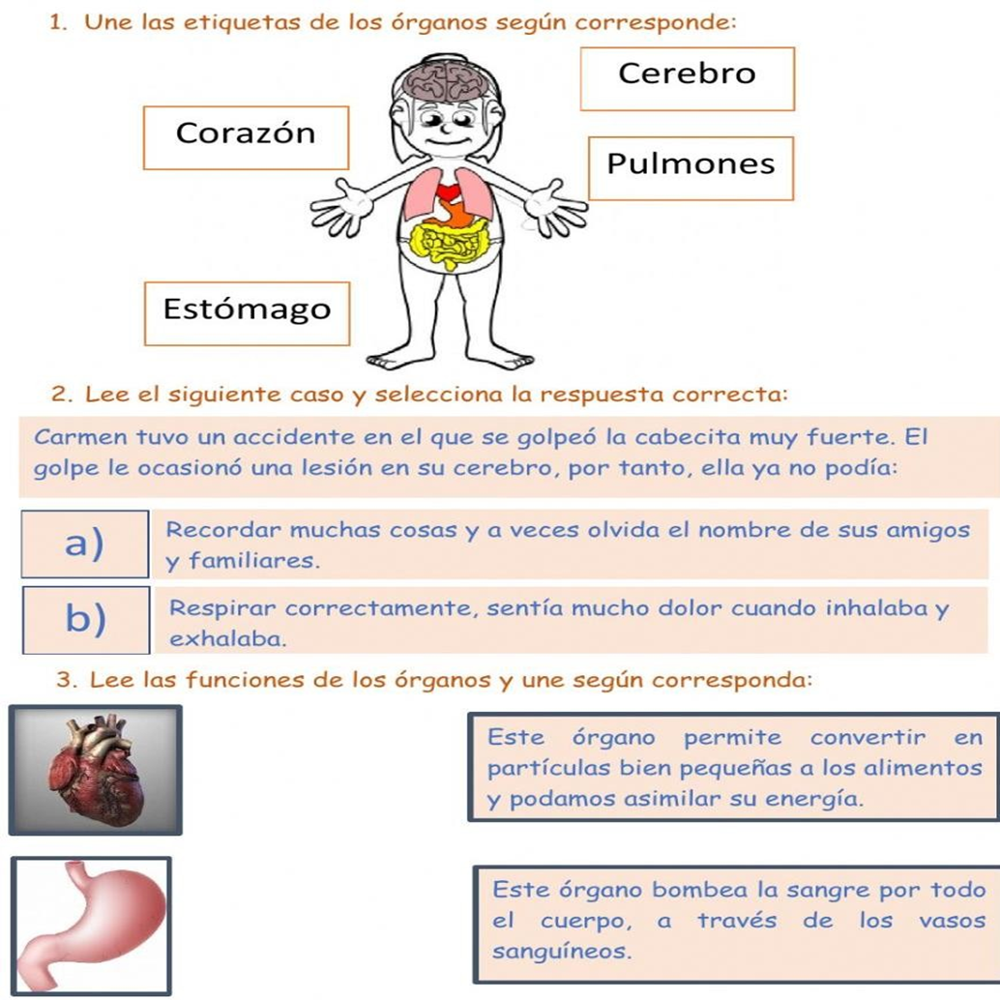 1. Une las etiquetas de los órganos según corresponde:
Cerebro
Corazón
Pulmones
Estómago
2. Lee el siguiente caso y selecciona la respuesta correcta:
Carmen tuvo un accidente en el que se golpeó la cabecita muy fuerte. El
golpe le ocasionó una lesión en su cerebro, por tanto, ella ya no podía:
a) Recordar muchas cosas y a veces olvida el nombre de sus amigos
y familiares.
b) Respirar correctamente, sentía mucho dolor cuando inhalaba y
exhalaba.
3. Lee las funciones de los órganos y une según corresponda:
Este órgano permite convertir en
partículas bien pequeñas a los alimentos
y podamos asimilar su energía.
Este órgano bombea la sangre por todo
el cuerpo, a través de los vasos
sanguíneos.